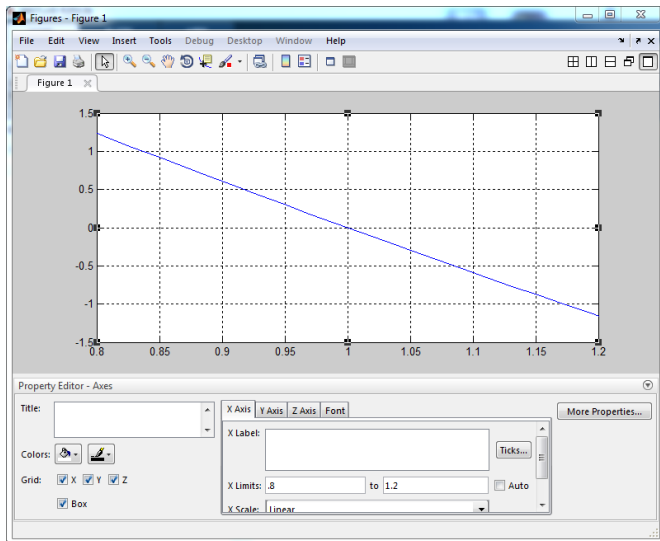 Figures - Figure 1
File Edit View Insert Tools Debug Desktop Window Help
Figure 1
1.5
1
0.5
0
-0.5
-1
-1.5
0.8 0.85 0.9 0.95 1 1.05 1.1 1.15 1.2
Property Editor - Axes
Title:
X Axis Y Axis Z Axis Font
More Properties...
X Label:
Ticks...
Colors:
Grid: X Y Z
X Limits: .8 to 1.2 Auto
Box
X Scale: Linear